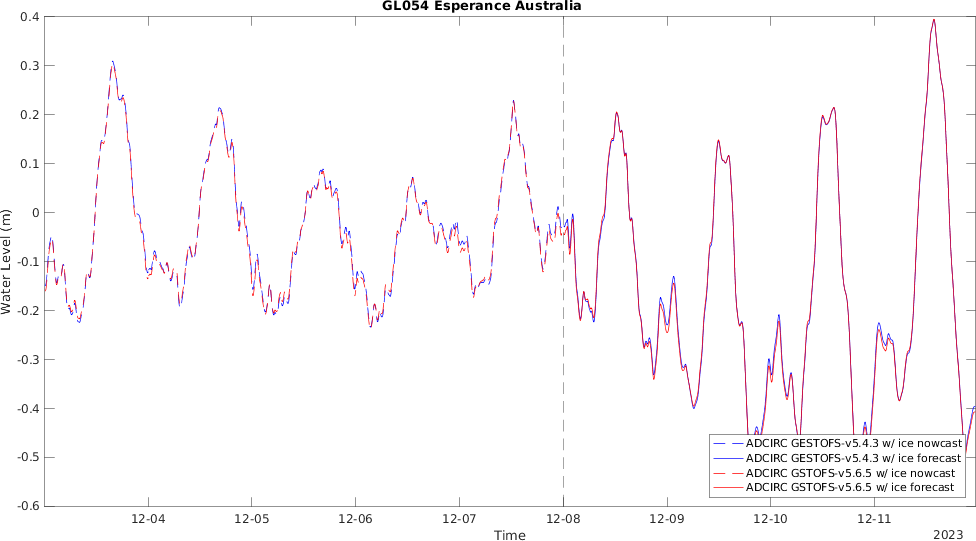 GL054 Esperance Australia
0.4
0.3
0.2
0.1
0
-0.1
-0.2
-0.3
-0.4
-0.5
-0.6
Water Level (m)
ADCIRC GESTOFS-v5.4.3 w/ ice nowcast
ADCIRC GESTOFS-v5.4.3 w/ ice forecast
ADCIRC GSTOFS-v5.6.5 w/ ice nowcast
ADCIRC GSTOFS-v5.6.5 w/ ice forecast
12-04 12-05 12-06 12-07 12-08 12-09 12-10 12-11
Time
2023